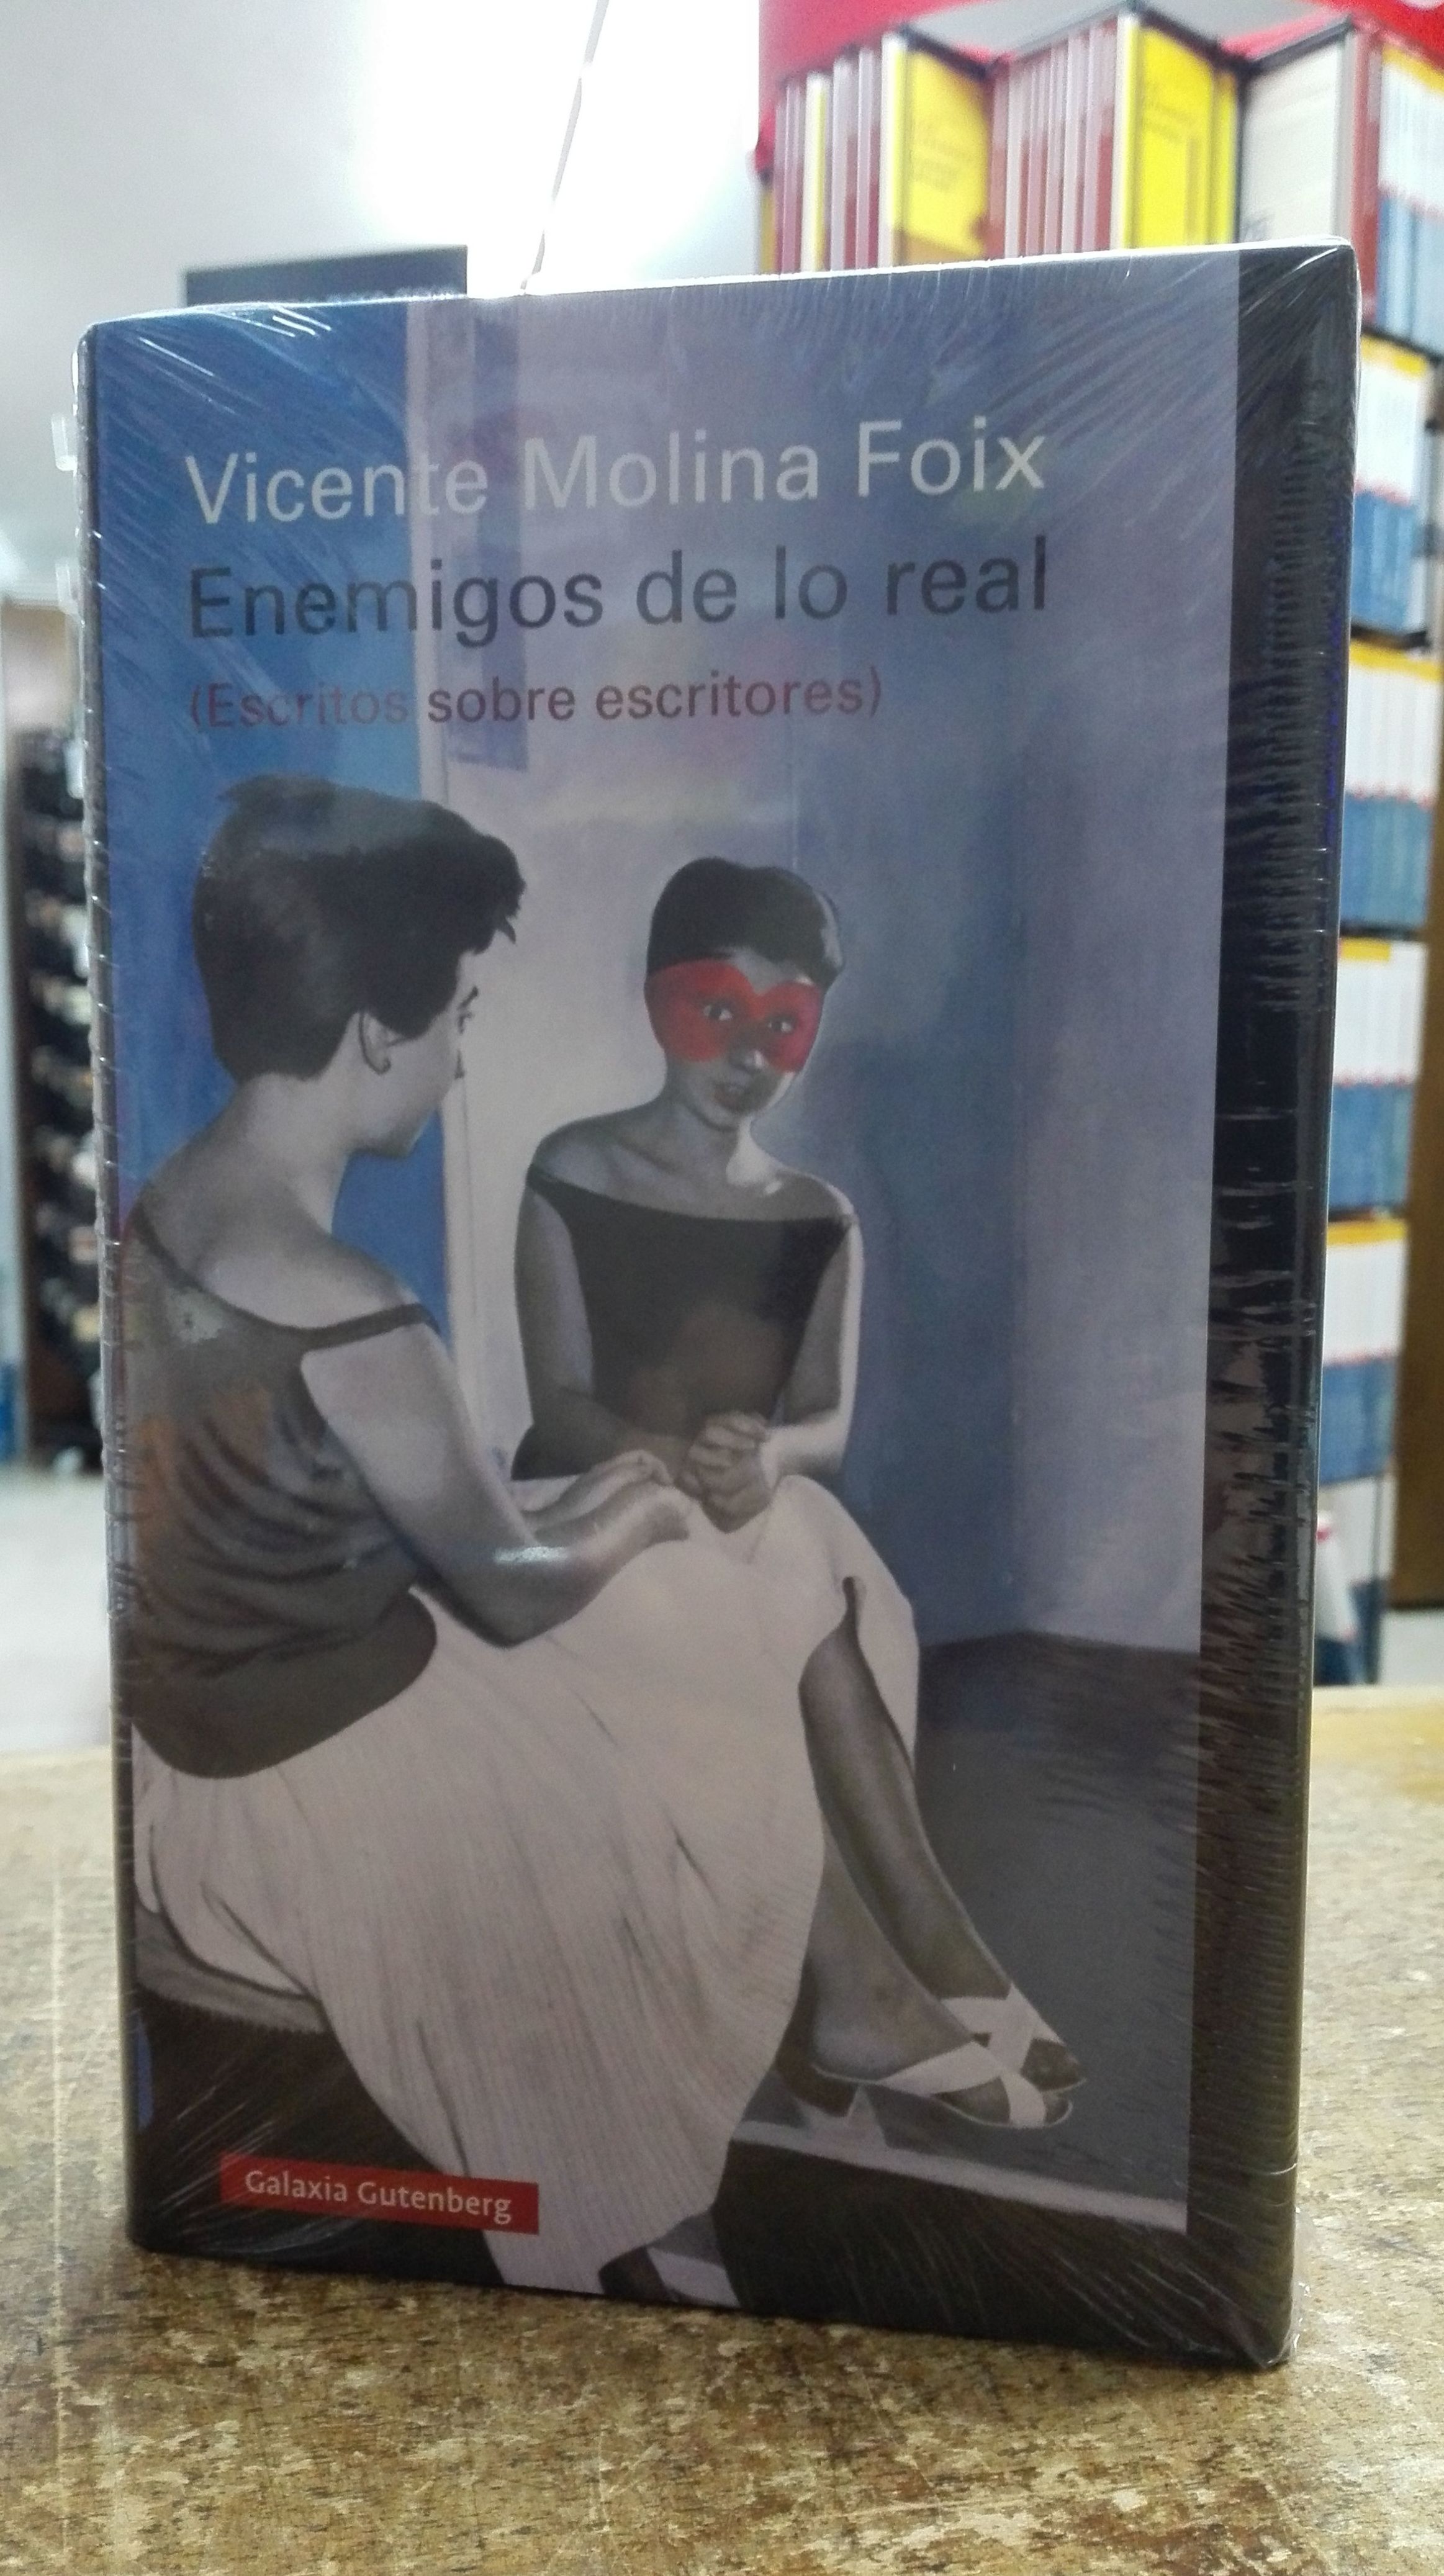 Vicente Molina Foix
Enemigos de lo real
(Escritos sobre escritores)
Galaxia Gutenberg